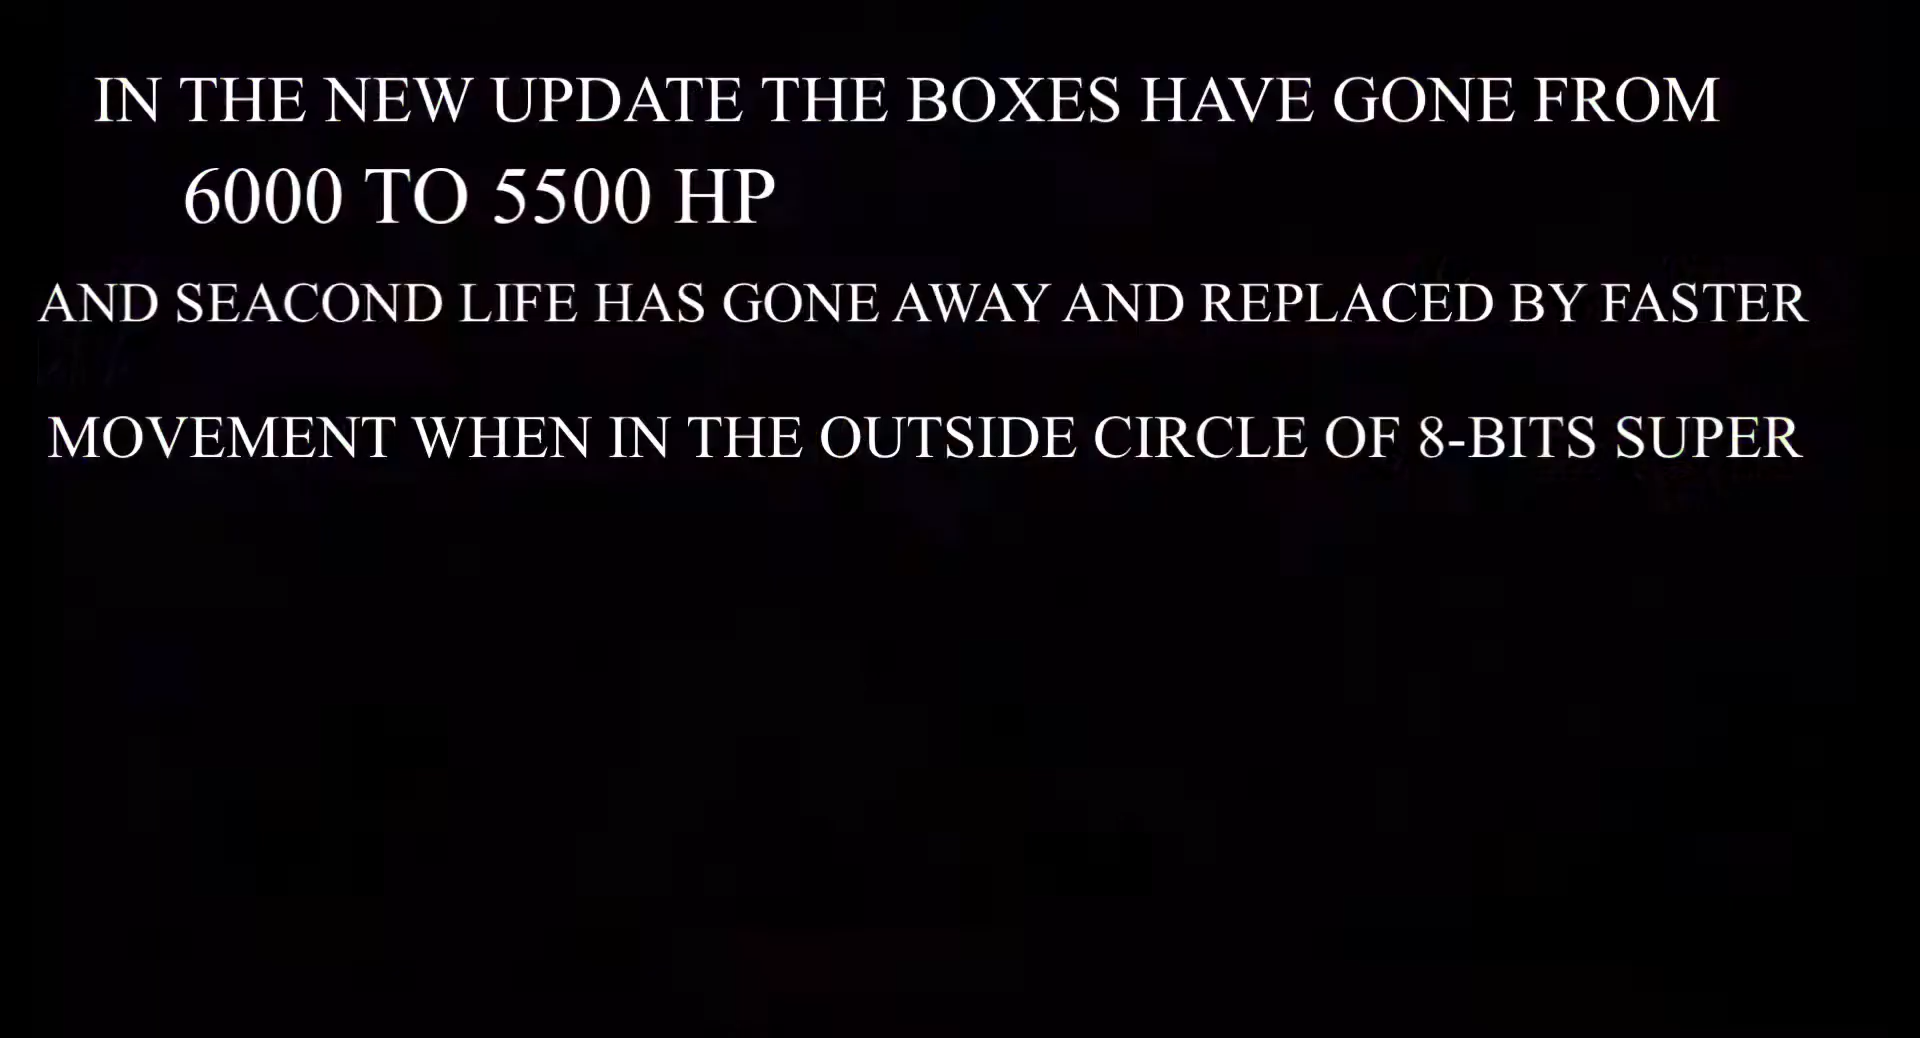 IN THE NEW UPDATE THE BOXES HAVE GONE FROM
6000 TO 5500 HP
AND SEACOND LIFE HAS GONE AWAY AND REPLACED BY FASTER
MOVEMENT WHEN IN THE OUTSIDE CIRCLE OF 8-BITS SUPER